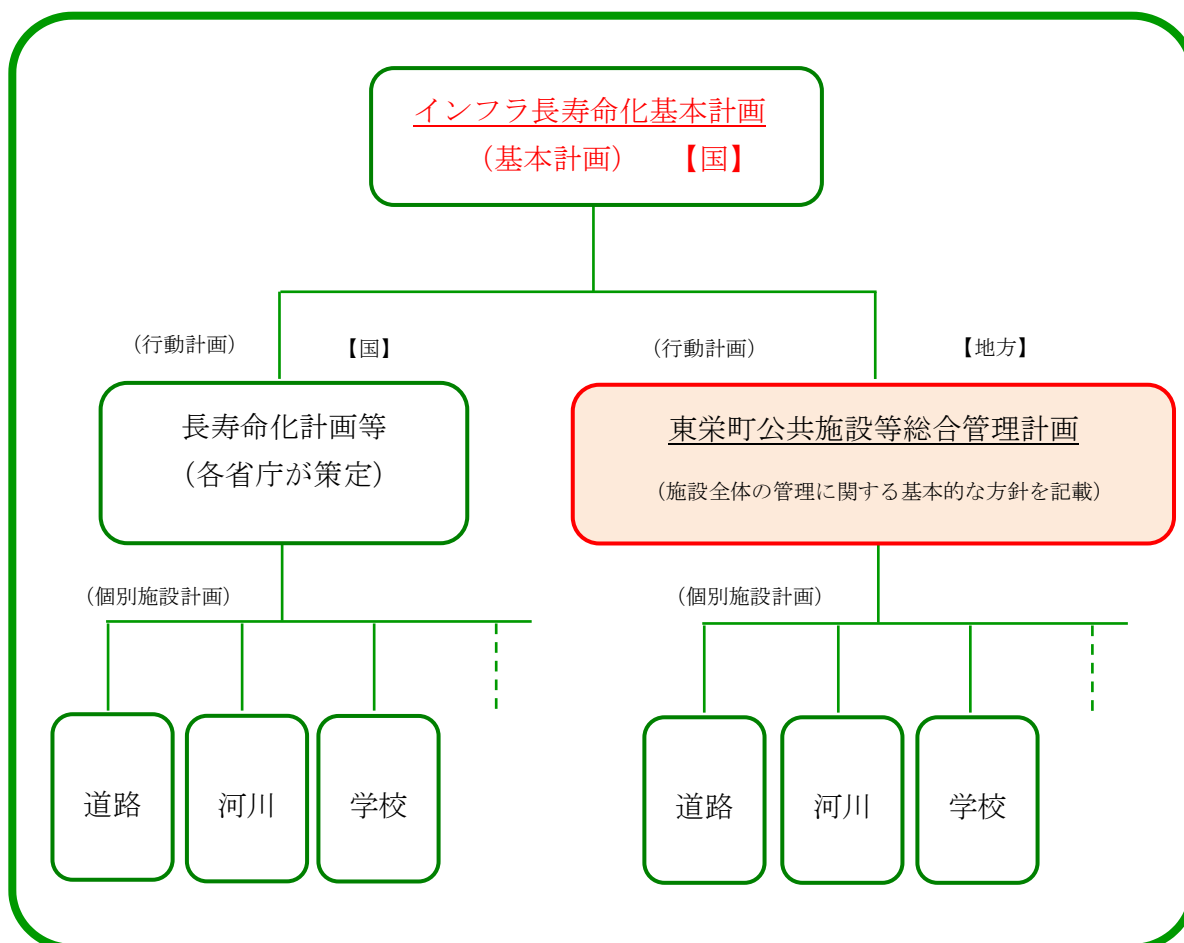 インフラ長寿命化基本計画
（基本計画）　【国】
（行動計画）　【国】
長寿命化計画等
（各省庁が策定）
（個別施設計画）
道路　河川　学校
（行動計画）　【地方】
東栄町公共施設等総合管理計画
（施設全体の管理に関する基本的な方針を記載）
（個別施設計画）
道路　河川　学校